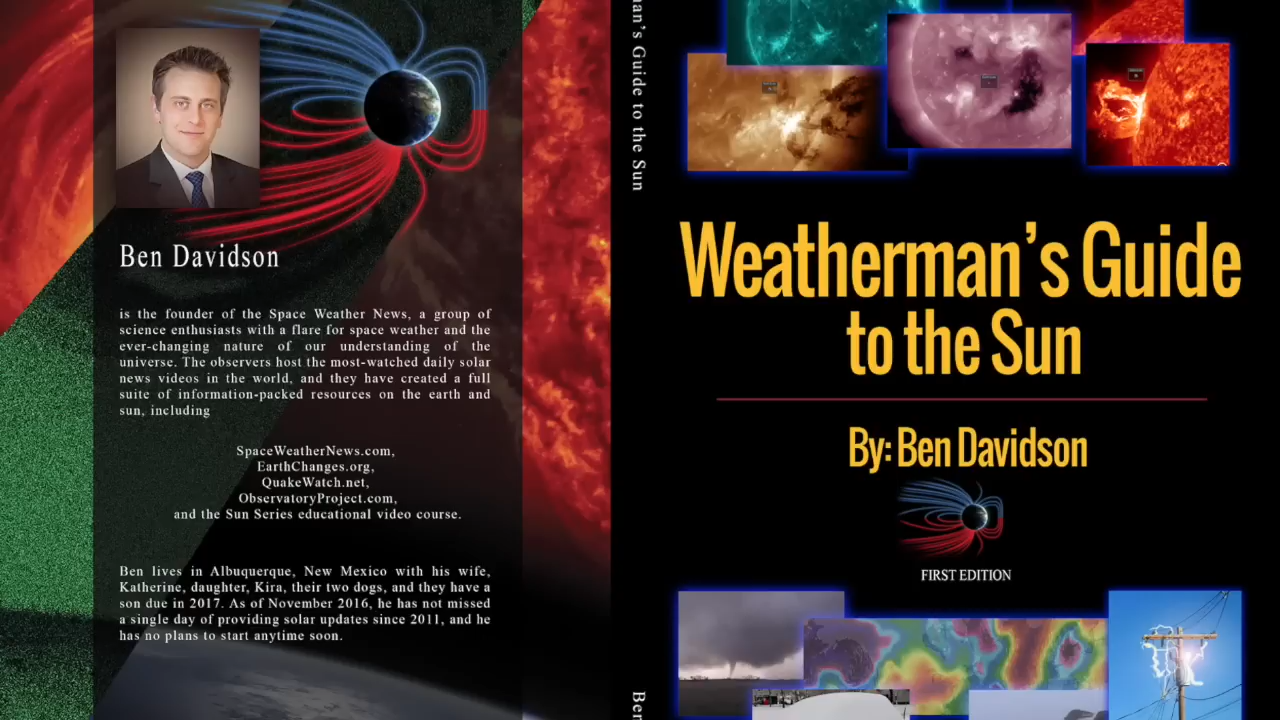 Ben Davidson
is the founder of the Space Weather News, a group of
science enthusiasts with a flare for space weather and the
ever-changing nature of our understanding of the
universe. The observers host the most-watched daily solar
news videos in the world, and they have created a full
suite of information-packed resources on the earth and
sun, including
SpaceWeatherNews.com,
EarthChanges.org,
QuakeWatch.net,
ObservatoryProject.com,
and the Sun Series educational video course.
Ben lives in Albuquerque, New Mexico with his wife,
Katherine, daughter, Kira, their two dogs, and they have a
son due in 2017. As of November 2016, he has not missed
a single day of providing solar updates since 2011, and he
has no plans to start anytime soon.
man's Guide to the Sun
Ben
Weatherman's Guide
to the Sun
By: Ben Davidson
FIRST EDITION